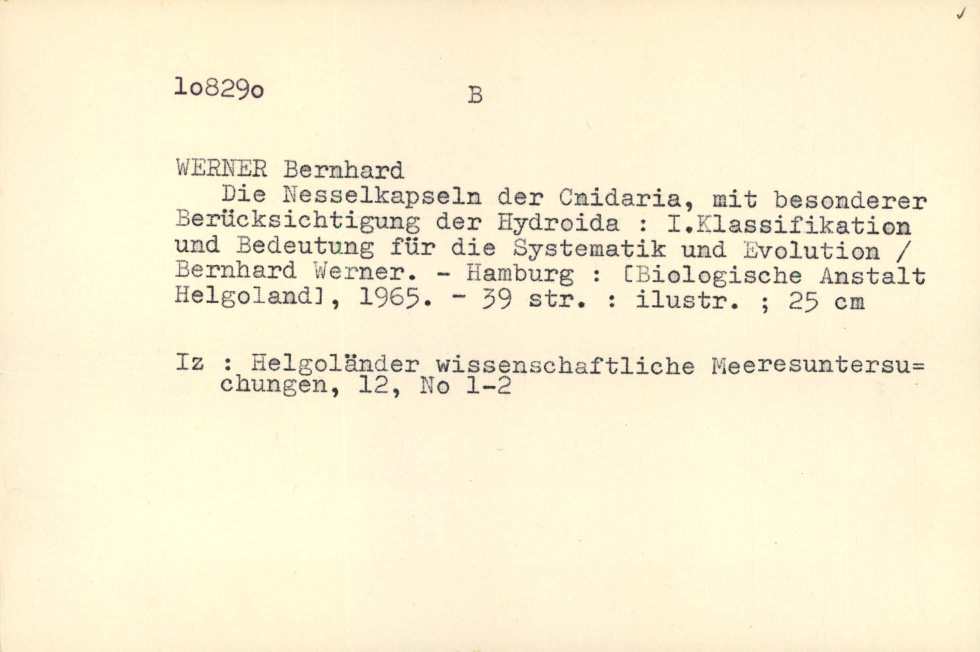 lo829o B
WERNER Bernhard
Die Nesselkapseln der Cnidaria, mit besonderer
Berücksichtigung der Hydroida : I.Klassifikation
und Bedeutung für die Systematik und Evolution /
Bernhard Werner. - Hamburg : [Biologische Anstalt
Helgoland], 1965. - 39 str. : ilustr. ; 25 cm
Iz : Helgoländer wissenschaftliche Meeresuntersu=
chungen, 12, No 1-2